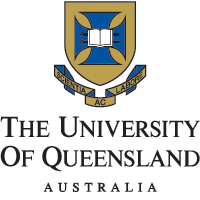 SCIENTIA AC LABORE
THE UNIVERSITY
OF QUEENSLAND
AUSTRALIA